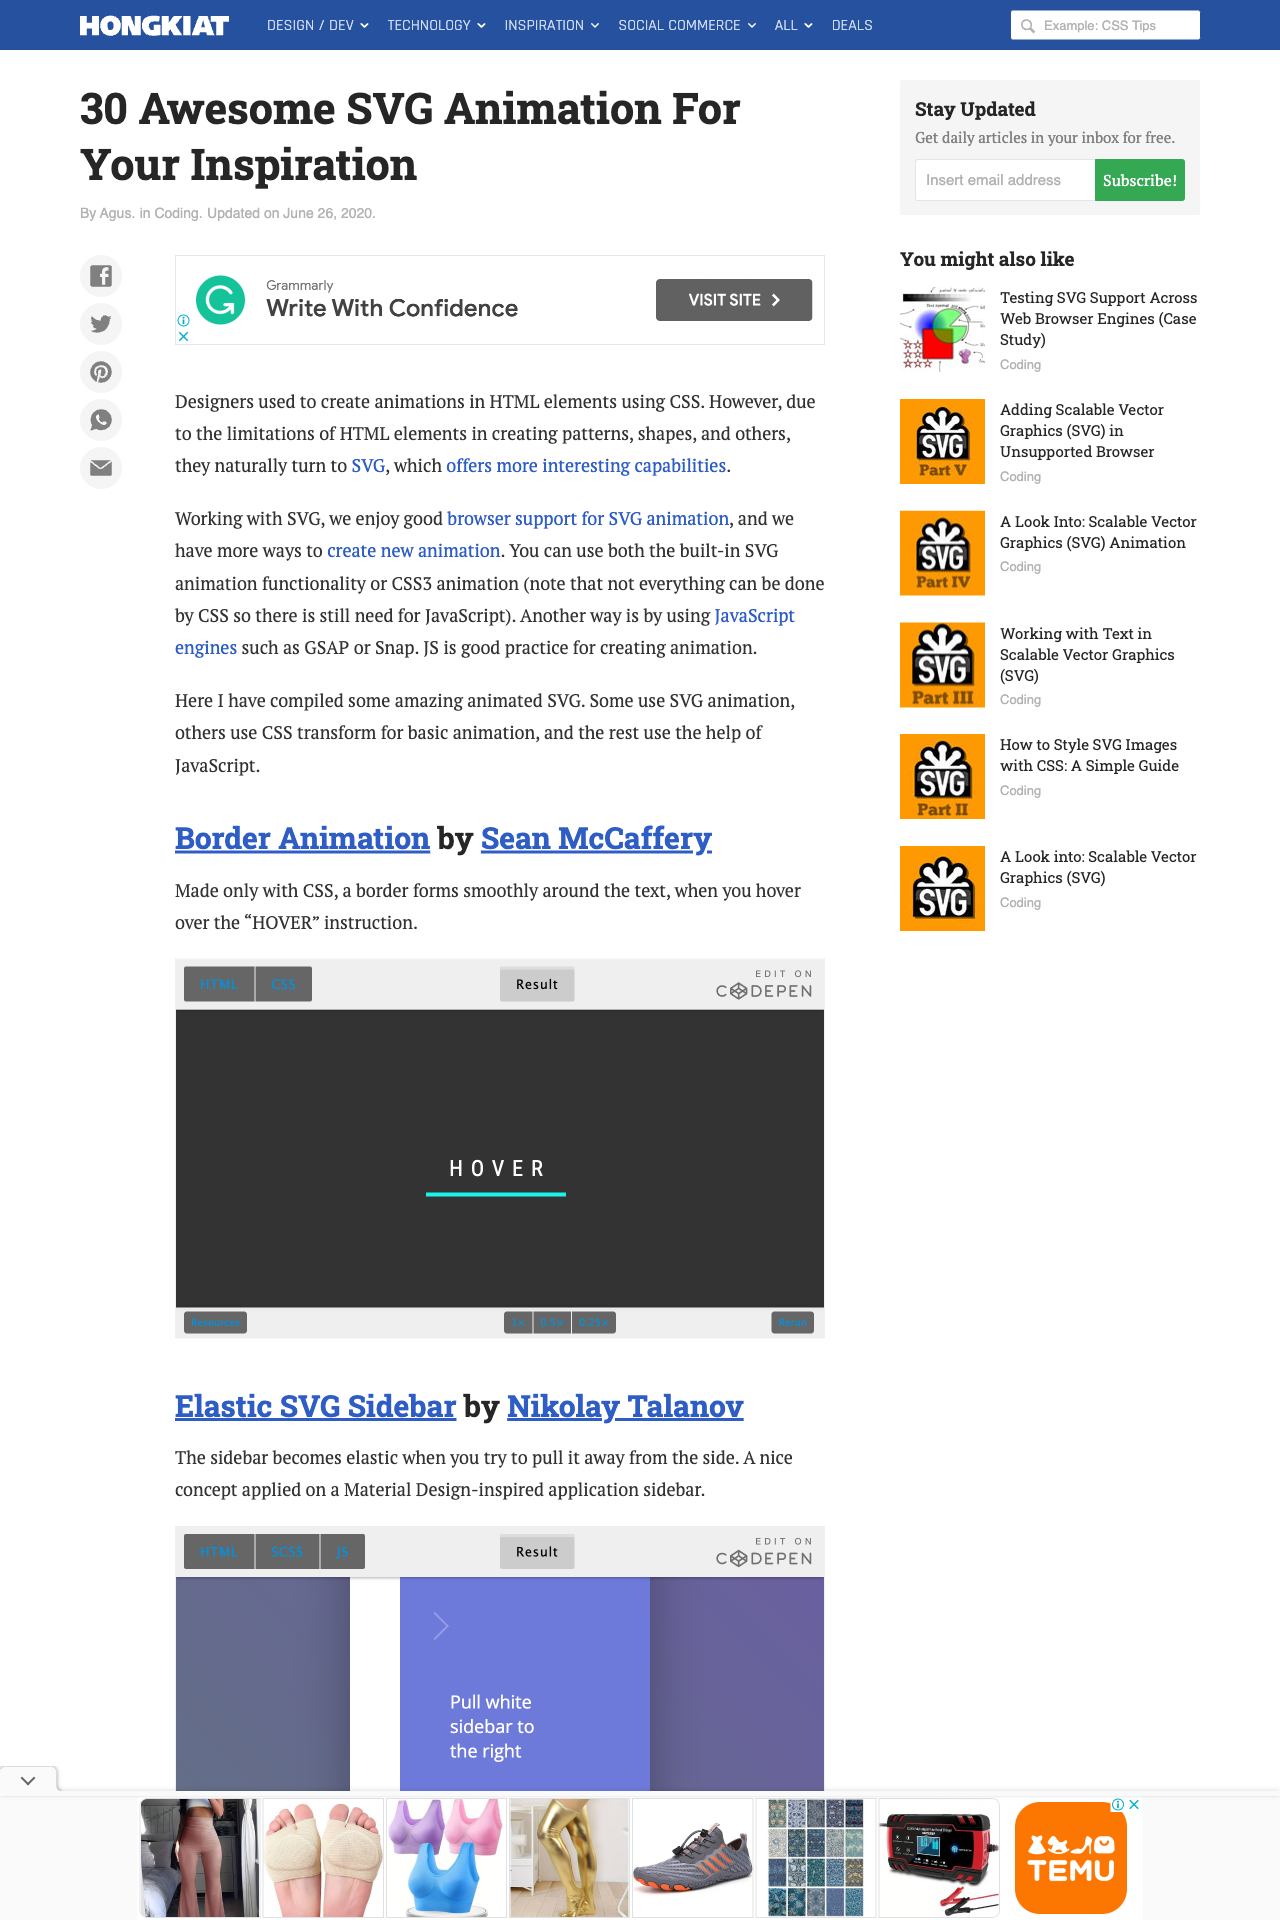 HONGKIAT
DESIGN / DEV
TECHNOLOGY
INSPIRATION
SOCIAL COMMERCE
ALL
DEALS
Example: CSS Tips
30 Awesome SVG Animation For
Your Inspiration
By Agus. in Coding. Updated on June 26, 2020.
Grammarly
Write With Confidence
VISIT SITE
Designers used to create animations in HTML elements using CSS. However, due
to the limitations of HTML elements in creating patterns, shapes, and others,
they naturally turn to SVG, which offers more interesting capabilities.
Working with SVG, we enjoy good browser support for SVG animation, and we
have more ways to create new animation. You can use both the built-in SVG
animation functionality or CSS3 animation (note that not everything can be done
by CSS so there is still need for JavaScript). Another way is by using JavaScript
engines such as GSAP or Snap. JS is good practice for creating animation.
Here I have compiled some amazing animated SVG. Some use SVG animation,
others use CSS transform for basic animation, and the rest use the help of
JavaScript.
Border Animation by Sean McCaffery
Made only with CSS, a border forms smoothly around the text, when you hover
over the “HOVER” instruction.
HTML
CSS
Result
EDIT ON
CODEPEN
HOVER
Resources
1x
0.5x
0.25x
Rerun
Elastic SVG Sidebar by Nikolay Talanov
The sidebar becomes elastic when you try to pull it away from the side. A nice
concept applied on a Material Design-inspired application sidebar.
HTML
SCSS
JS
Result
EDIT ON
CODEPEN
Pull white
sidebar to
the right
Stay Updated
Get daily articles in your inbox for free.
Insert email address
Subscribe!
You might also like
Testing SVG Support Across
Web Browser Engines (Case
Study)
Coding
SVG
Part V
Adding Scalable Vector
Graphics (SVG) in
Unsupported Browser
Coding
SVG
Part IV
A Look Into: Scalable Vector
Graphics (SVG) Animation
Coding
SVG
Part III
Working with Text in
Scalable Vector Graphics
(SVG)
Coding
SVG
Part II
How to Style SVG Images
with CSS: A Simple Guide
Coding
SVG
A Look into: Scalable Vector
Graphics (SVG)
Coding
TEMU